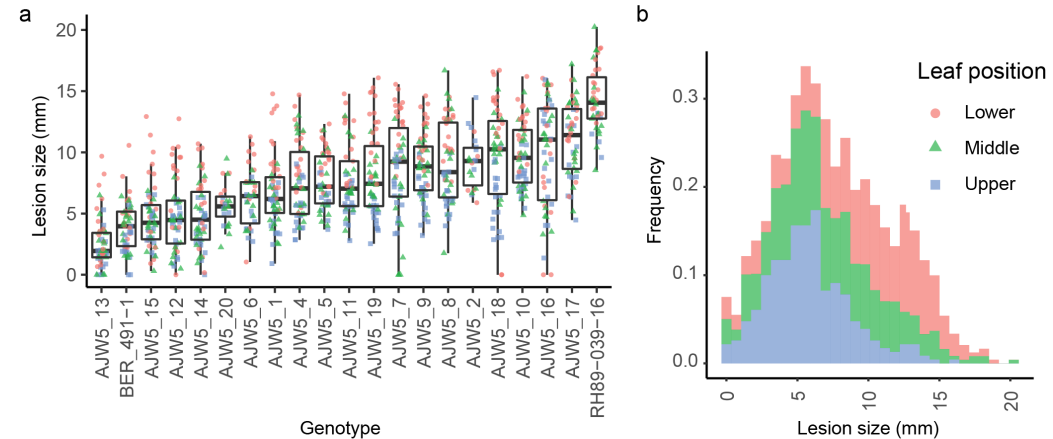 a
Lesion size (mm)
20
15
10
5
0
AJW5_13
BER_491−1
AJW5_15
AJW5_12
AJW5_14
AJW5_20
AJW5_6
AJW5_1
AJW5_4
AJW5_5
AJW5_11
AJW5_19
AJW5_7
AJW5_9
AJW5_8
AJW5_2
AJW5_18
AJW5_10
AJW5_16
AJW5_17
RH89−039−16
Genotype
b
Frequency
0.3
0.2
0.1
0.0
0
5
10
15
20
Lesion size (mm)
Leaf position
Lower
Middle
Upper